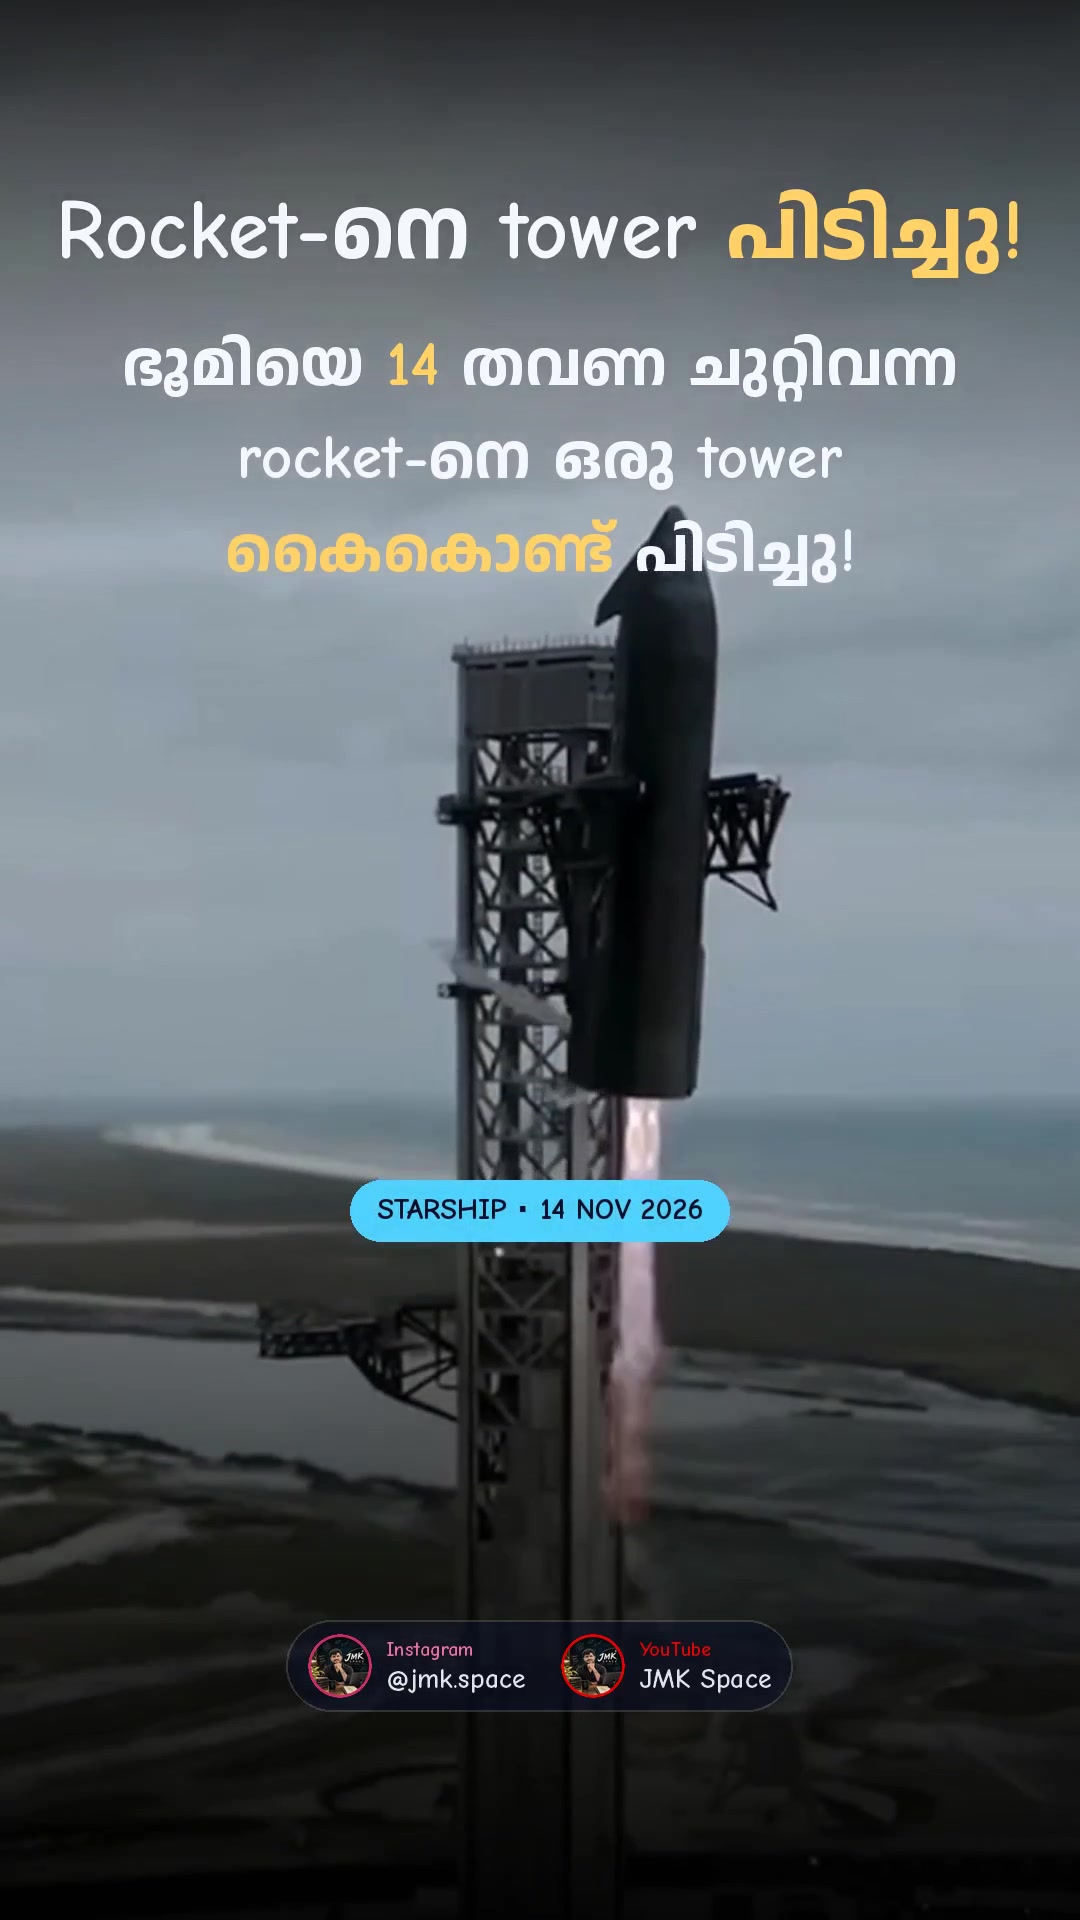 Rocket-നെ tower പിടിച്ചു!
ഭൂമിയെ 14 തവണ ചുറ്റിവന്ന
rocket-നെ ഒരു tower
കൈകൊണ്ട് പിടിച്ചു!
STARSHIP ▪ 14 NOV 2026
Instagram
@jmk.space
YouTube
JMK Space